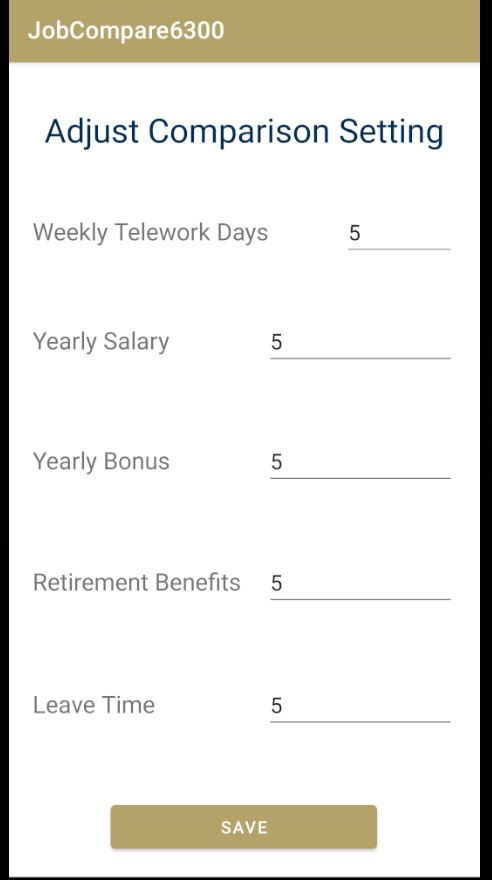 JobCompare6300
Adjust Comparison Setting
Weekly Telework Days 5
Yearly Salary 5
Yearly Bonus 5
Retirement Benefits 5
Leave Time 5
SAVE